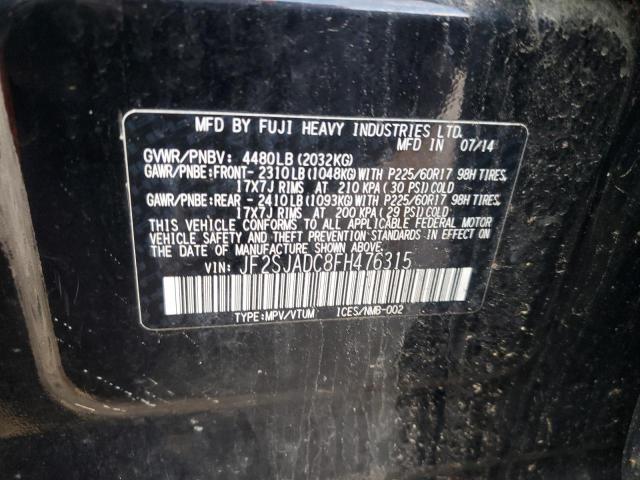 MFD BY FUJI HEAVY INDUSTRIES LTD.
MFD IN 07/14
GVWR/PNBV: 4480LB(2032KG)
GAWR/PNBE:FRONT- 2310LB(1048KG)WITH P225/60R17 98H TIRES,
17X7J RIMS AT 210 KPA(30 PSI)COLD
GAWR/PNBE:REAR - 2410LB(1093KG)WITH P225/60R17 98H TIRES,
17X7J RIMS AT 200 KPA(29 PSI)COLD
THIS VEHICLE CONFORMS TO ALL APPLICABLE FEDERAL MOTOR
VEHICLE SAFETY AND THEFT PREVENTION STANDARDS IN EFFECT ON
THE DATE OF MANUFACTURE SHOWN ABOVE.
VIN: JF2SJADC8FH476315
TYPE:MPV/VTUM ICES/NMB-002